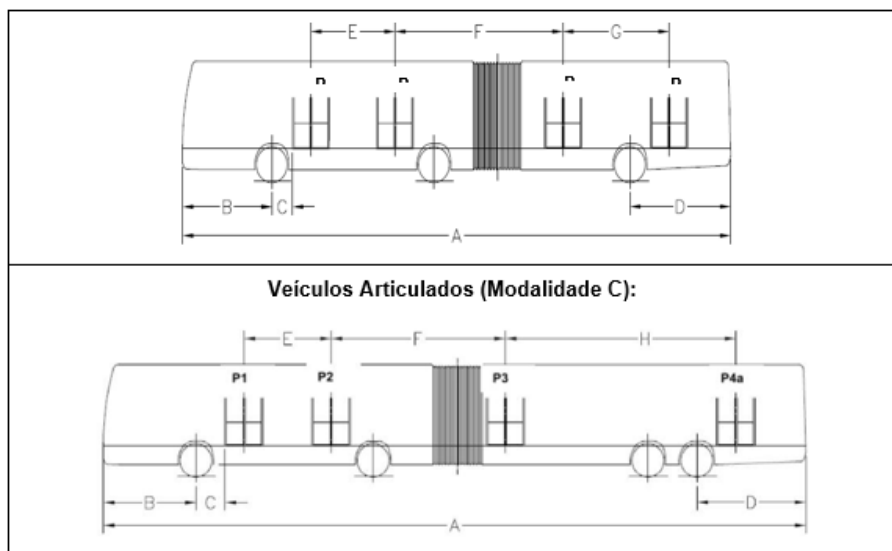 E F G
B C D
A
Veículos Articulados (Modalidade C):
E F H
P1 P2 P3 P4a
B C D
A